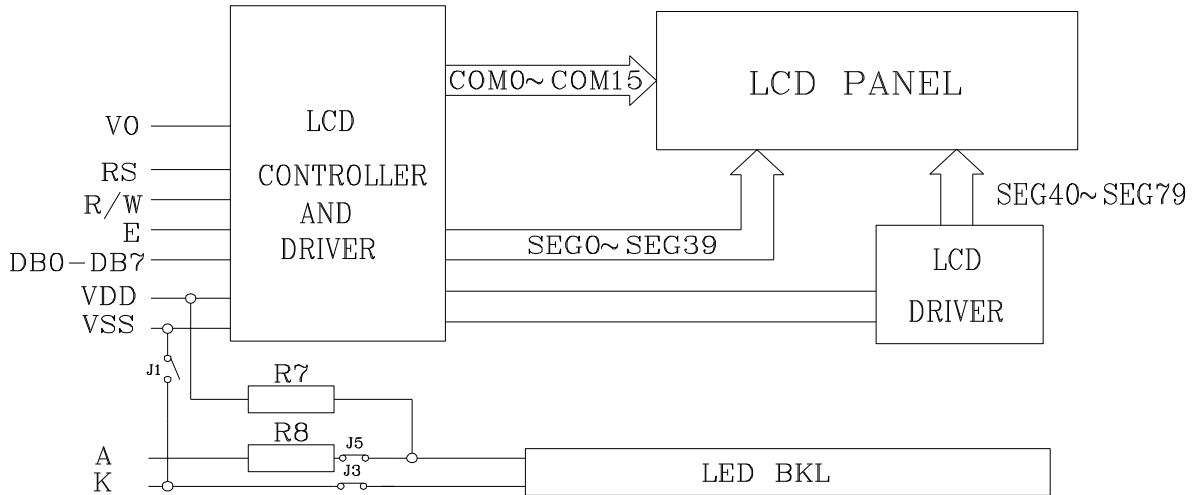 LCD
CONTROLLER
AND
DRIVER
COM0~COM15
LCD PANEL
V0
RS
R/W
E
DB0-DB7
VDD
VSS
SEG0~SEG39
SEG40~SEG79
LCD
DRIVER
J1
R7
R8
J5
J3
A
K
LED BKL